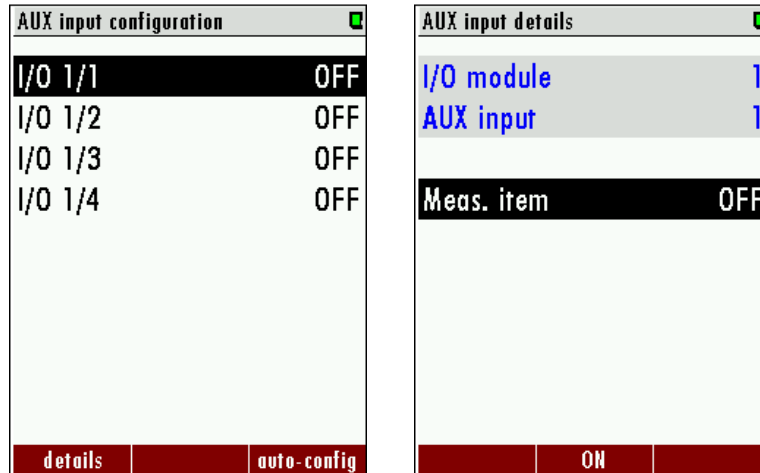 AUX input configuration
I/O 1/1 OFF
I/O 1/2 OFF
I/O 1/3 OFF
I/O 1/4 OFF
details auto-config
AUX input details
I/O module 1
AUX input 1
Meas. item OFF
ON